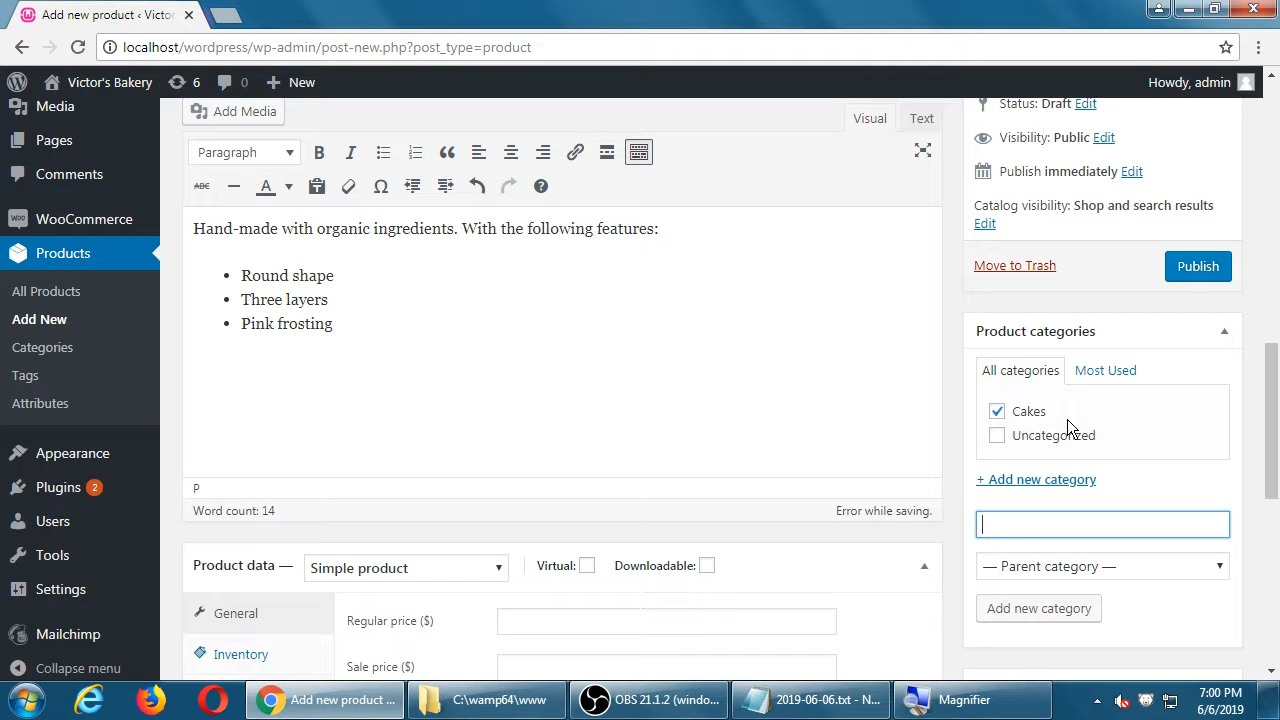 Add new product ‹ Victo
localhost/wordpress/wp-admin/post-new.php?post_type=product
Victor's Bakery 6 0 New Howdy, admin
Media
Pages
Comments
WooCommerce
Products
All Products
Add New
Categories
Tags
Attributes
Appearance
Plugins 2
Users
Tools
Settings
Mailchimp
Collapse menu
Add Media
Visual Text
Paragraph
Hand-made with organic ingredients. With the following features:
Round shape
Three layers
Pink frosting
P
Word count: 14 Error while saving.
Product data — Simple product Virtual: Downloadable:
General
Inventory
Regular price ($)
Sale price ($)
Status: Draft Edit
Visibility: Public Edit
Publish immediately Edit
Catalog visibility: Shop and search results
Edit
Move to Trash Publish
Product categories
All categories Most Used
Cakes
Uncategorized
+ Add new category
— Parent category —
Add new category
Add new product ... C:\wamp64\www OBS 21.1.2 (windo... 2019-06-06.txt - N... Magnifier
7:00 PM
6/6/2019